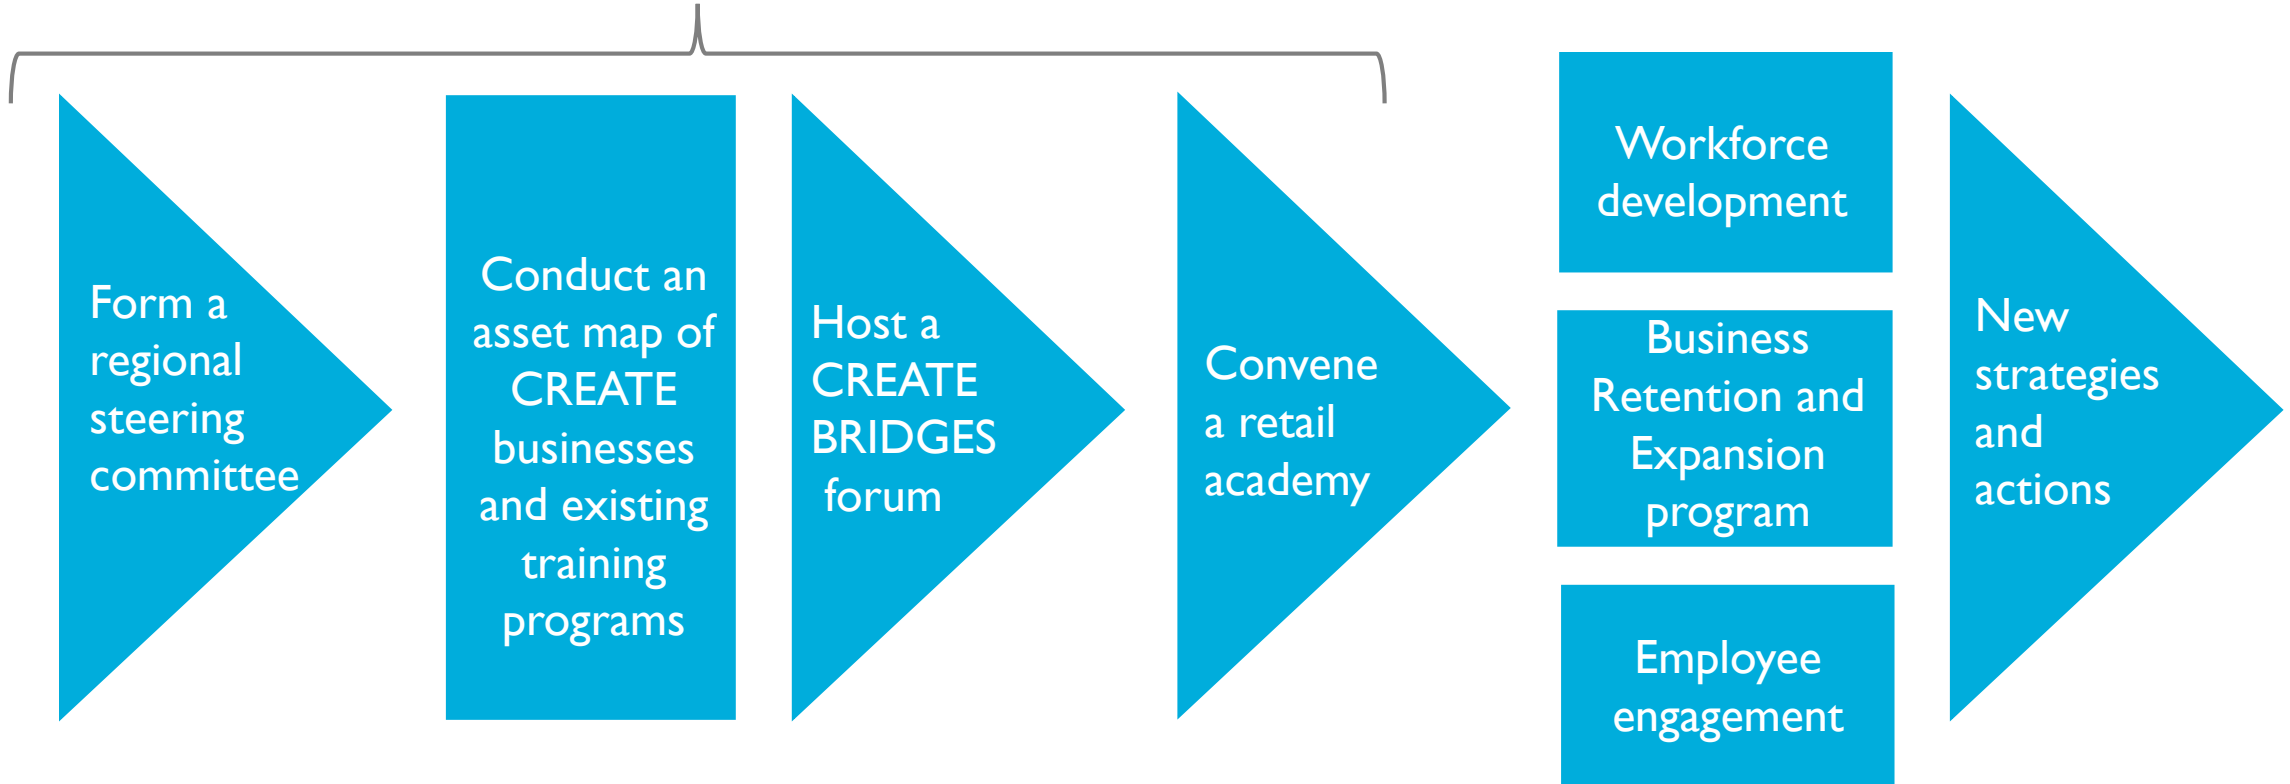 Form a
regional
steering
committee
Conduct an
asset map of
CREATE
businesses
and existing
training
programs
Host a
CREATE
BRIDGES
forum
Convene
a retail
academy
Workforce
development
Business
Retention and
Expansion
program
Employee
engagement
New
strategies
and
actions